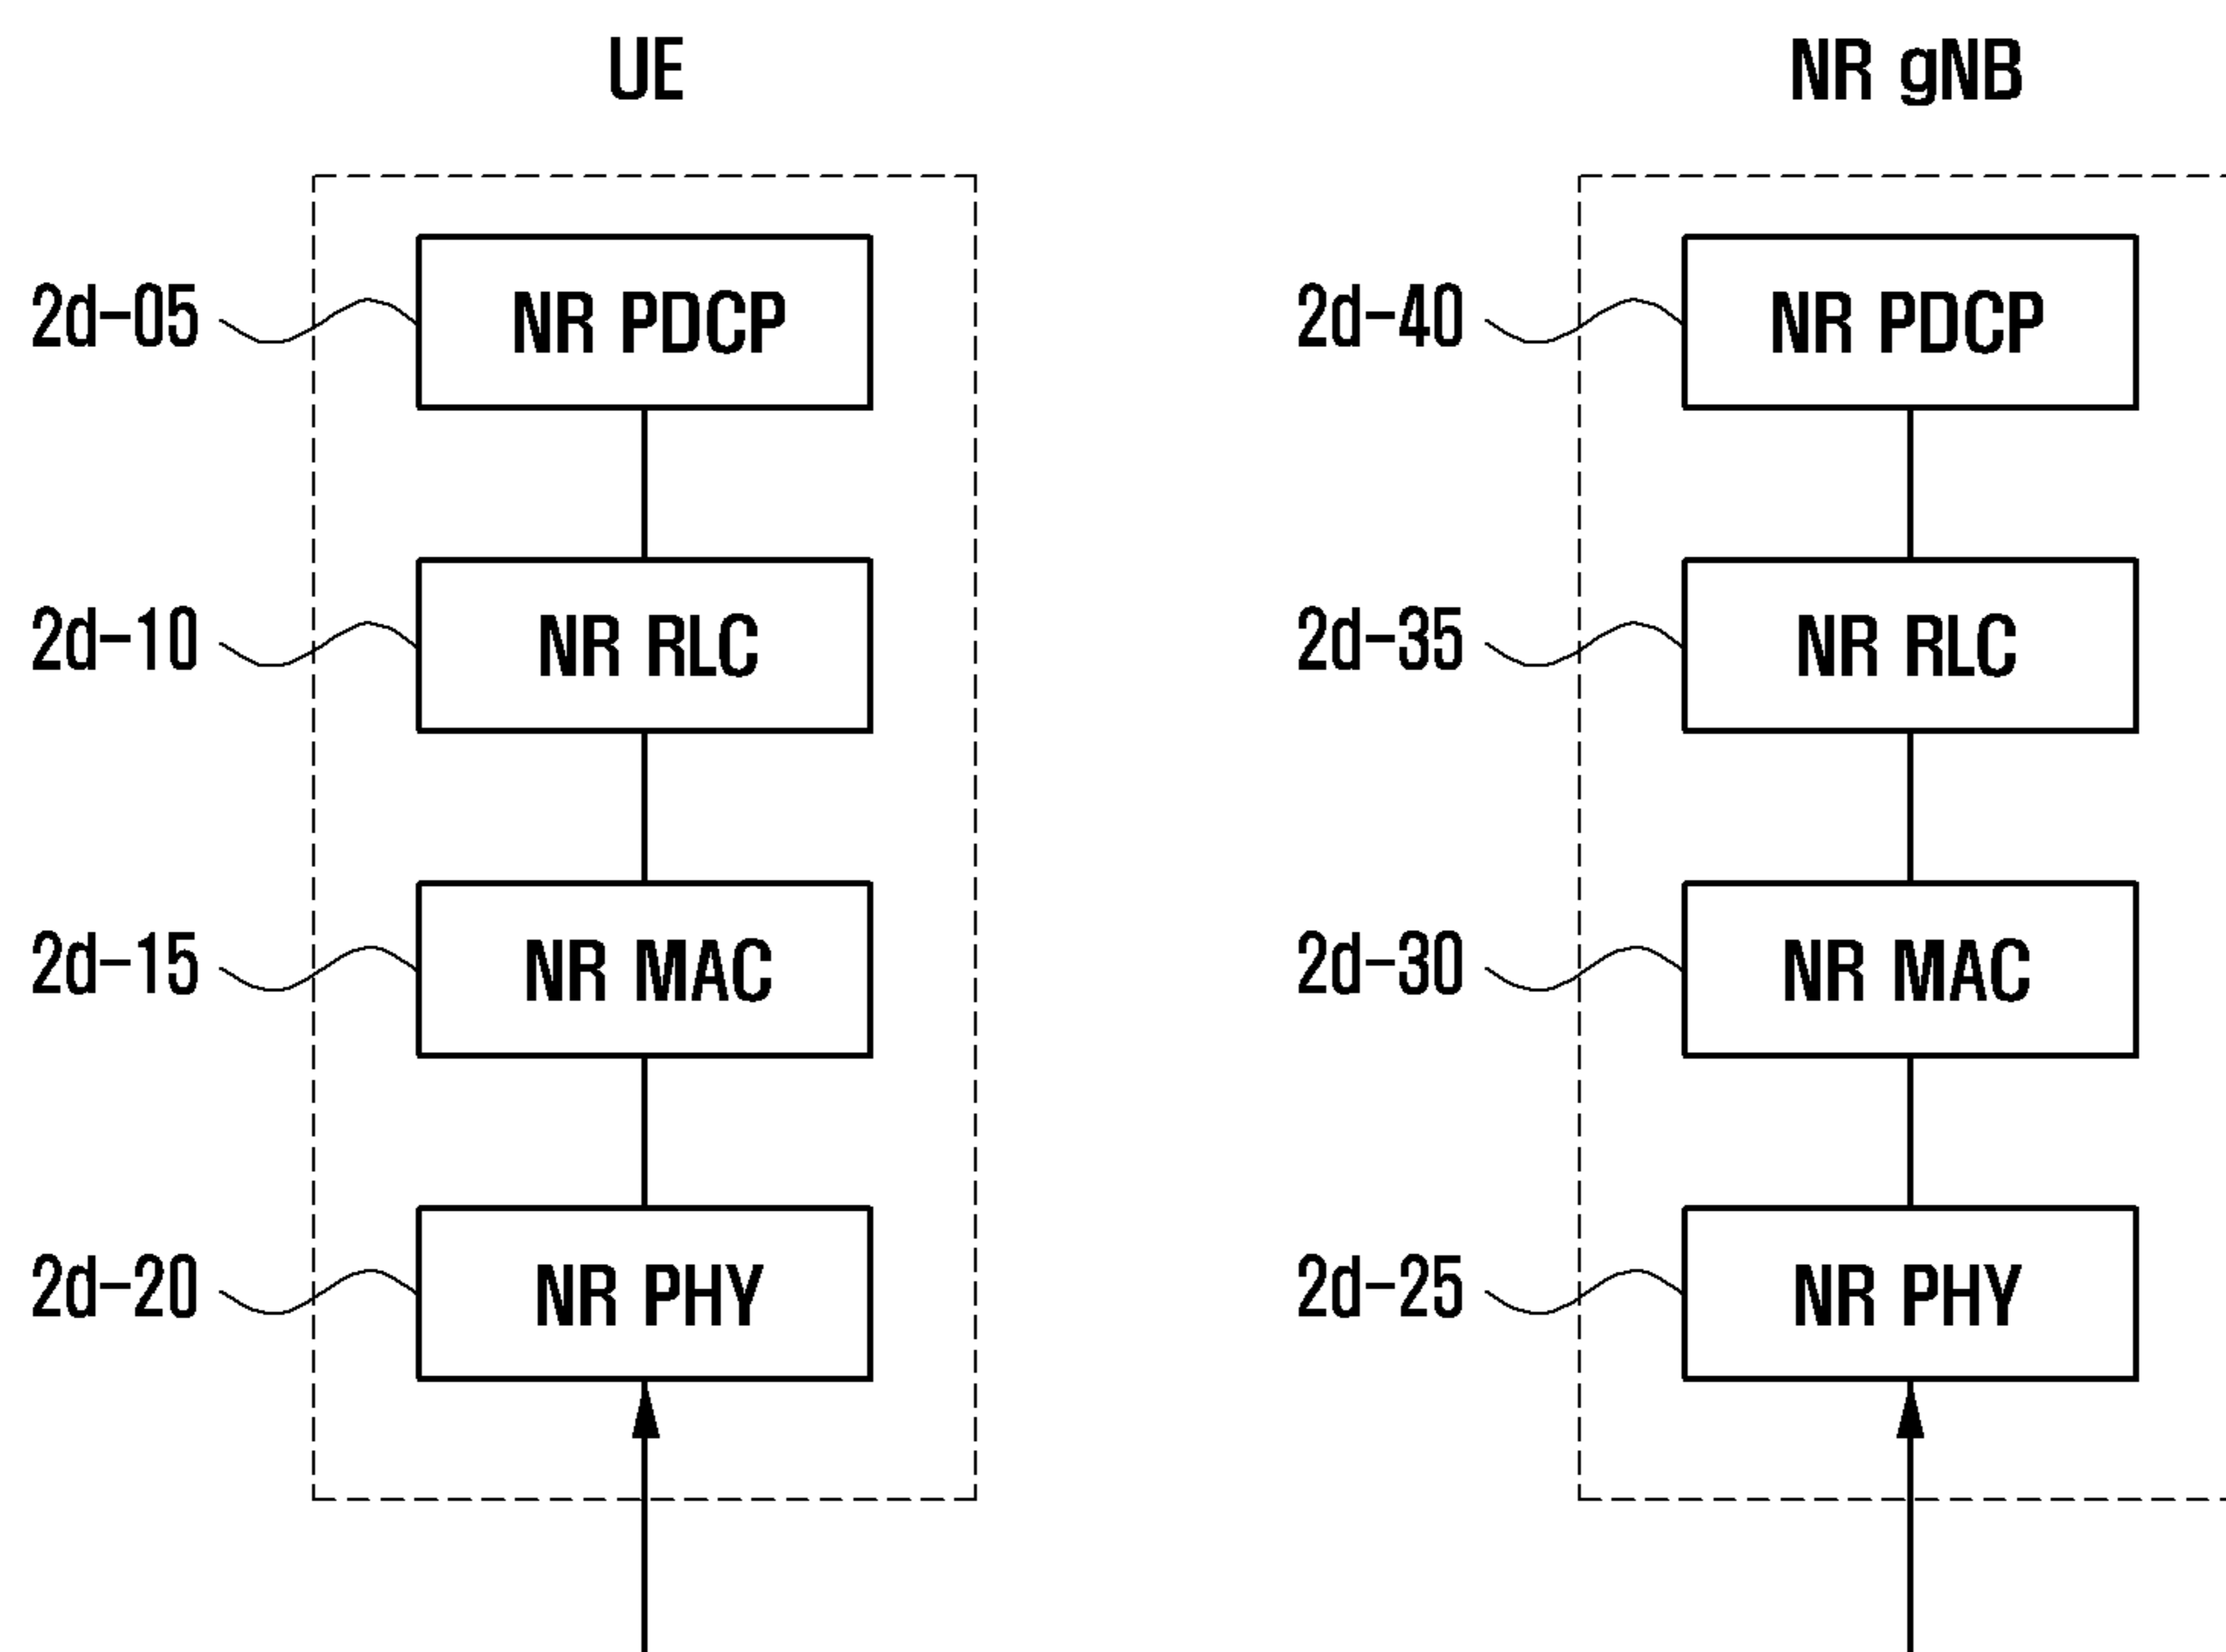 UE
NR gNB
2d-05
NR PDCP
2d-40
NR PDCP
2d-10
NR RLC
2d-35
NR RLC
2d-15
NR MAC
2d-30
NR MAC
2d-20
NR PHY
2d-25
NR PHY